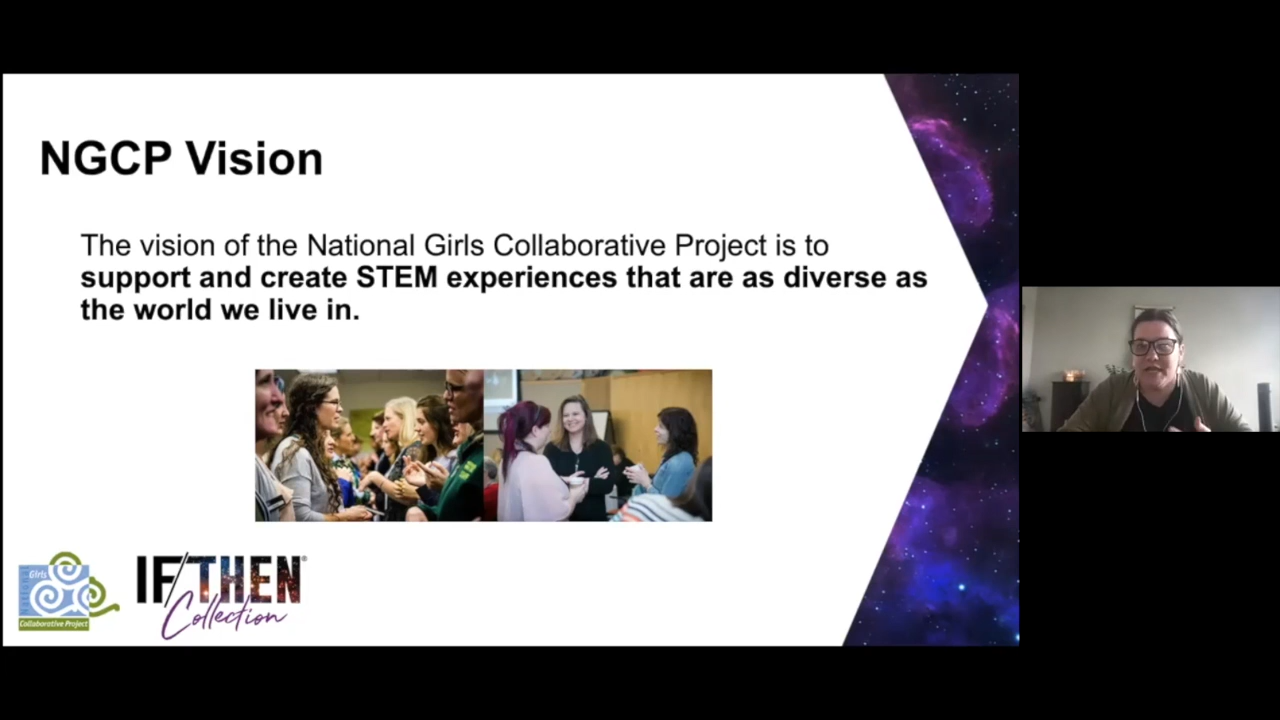 NGCP Vision
The vision of the National Girls Collaborative Project is to
support and create STEM experiences that are as diverse as
the world we live in.
Girls
National
Collaborative Project
IF/THEN®
Collection